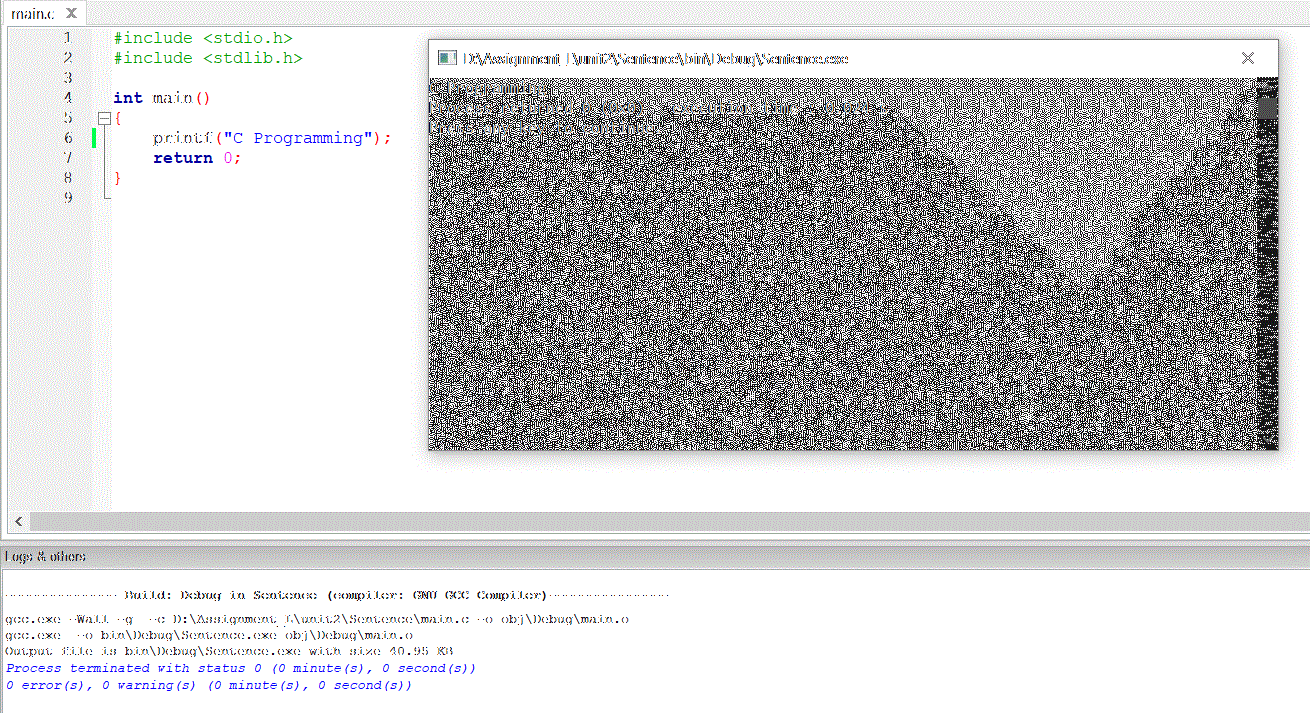 main.c X
1 #include <stdio.h>
2 #include <stdlib.h>
3
4 int main()
5 {
6 printf("C Programming");
7 return 0;
8 }
9
D:\Assignment_1\unit2\Sentence\bin\Debug\Sentence.exe
C Programming
Logs & others
-------------- Build: Debug in Sentence (compiler: GNU GCC Compiler)---------------
gcc.exe -Wall -g -c D:\Assignment_1\unit2\Sentence\main.c -o obj\Debug\main.o
gcc.exe -o bin\Debug\Sentence.exe obj\Debug\main.o
Output file is bin\Debug\Sentence.exe with size 40.95 KB
Process terminated with status 0 (0 minute(s), 0 second(s))
0 error(s), 0 warning(s) (0 minute(s), 0 second(s))